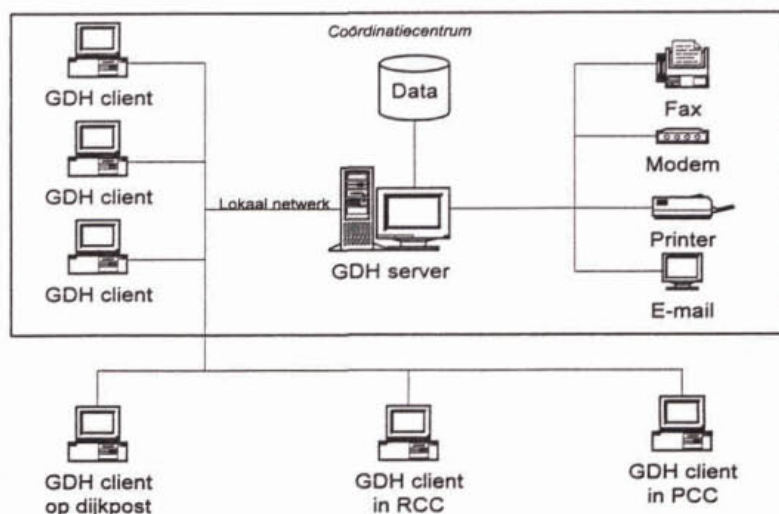 Coördinatiecentrum
GDH client
GDH client
GDH client
Data
Lokaal netwerk
GDH server
Fax
Modem
Printer
E-mail
GDH client
op dijkpost
GDH client
in RCC
GDH client
in PCC